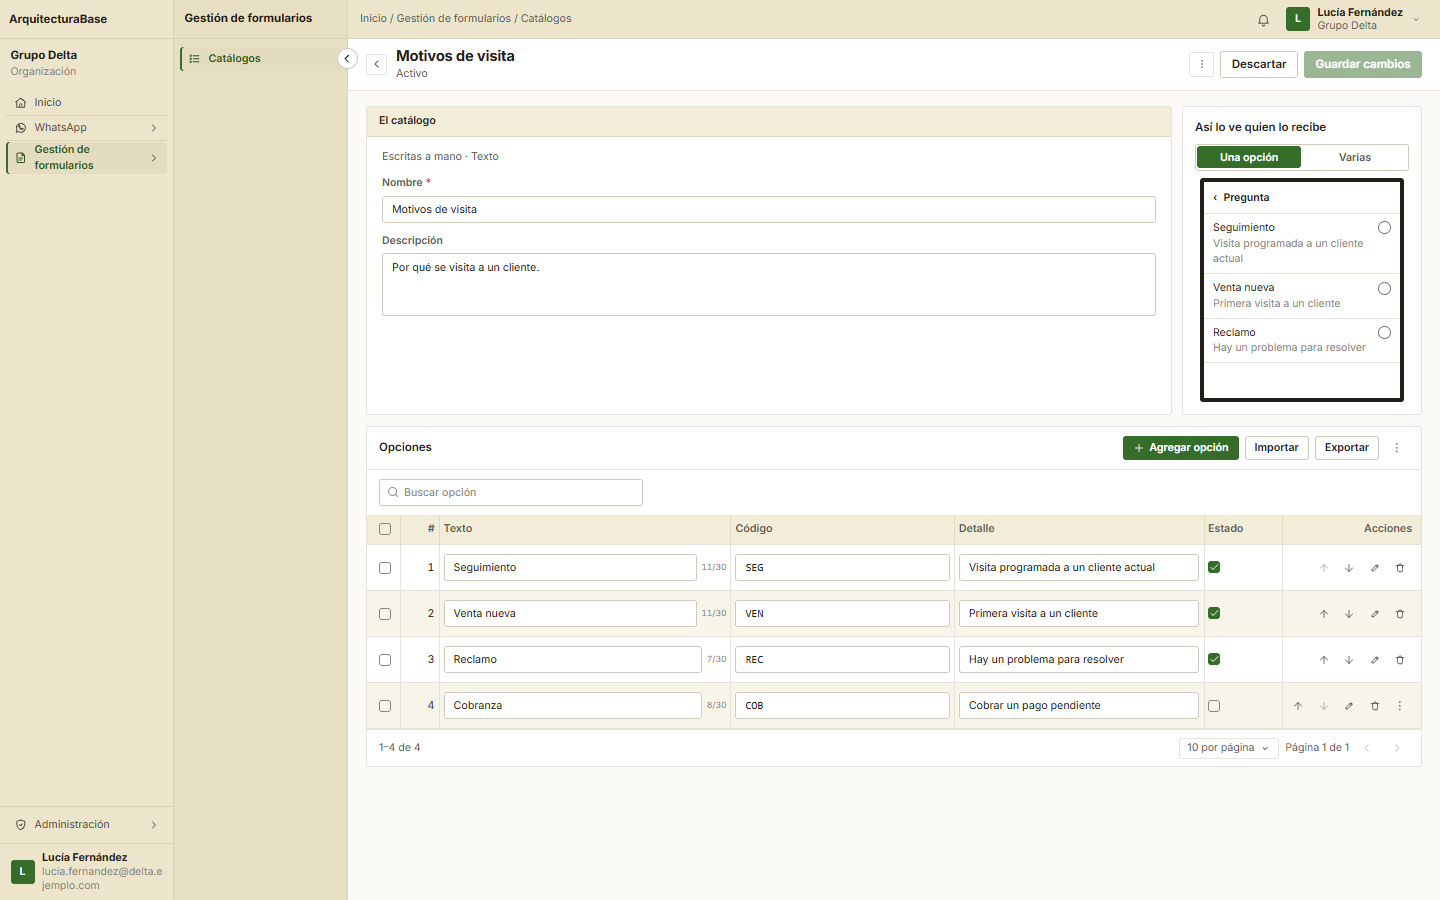 ArquitecturaBase
Grupo Delta
Organización
Inicio
WhatsApp
Gestión de
formularios
Administración
L
Lucía Fernández
lucia.fernandez@delta.e
jemplo.com
Gestión de formularios
Catálogos
Inicio / Gestión de formularios / Catálogos
L
Lucía Fernández
Grupo Delta
Motivos de visita
Activo
Descartar
Guardar cambios
El catálogo
Escritas a mano · Texto
Nombre *
Motivos de visita
Descripción
Por qué se visita a un cliente.
Así lo ve quien lo recibe
Una opción
Varias
‹ Pregunta
Seguimiento
Visita programada a un cliente
actual
Venta nueva
Primera visita a un cliente
Reclamo
Hay un problema para resolver
Opciones
Agregar opción
Importar
Exportar
Buscar opción
# Texto Código Detalle Estado Acciones
1 Seguimiento 11/30 SEG Visita programada a un cliente actual
2 Venta nueva 11/30 VEN Primera visita a un cliente
3 Reclamo 7/30 REC Hay un problema para resolver
4 Cobranza 8/30 COB Cobrar un pago pendiente
1–4 de 4
10 por página
Página 1 de 1